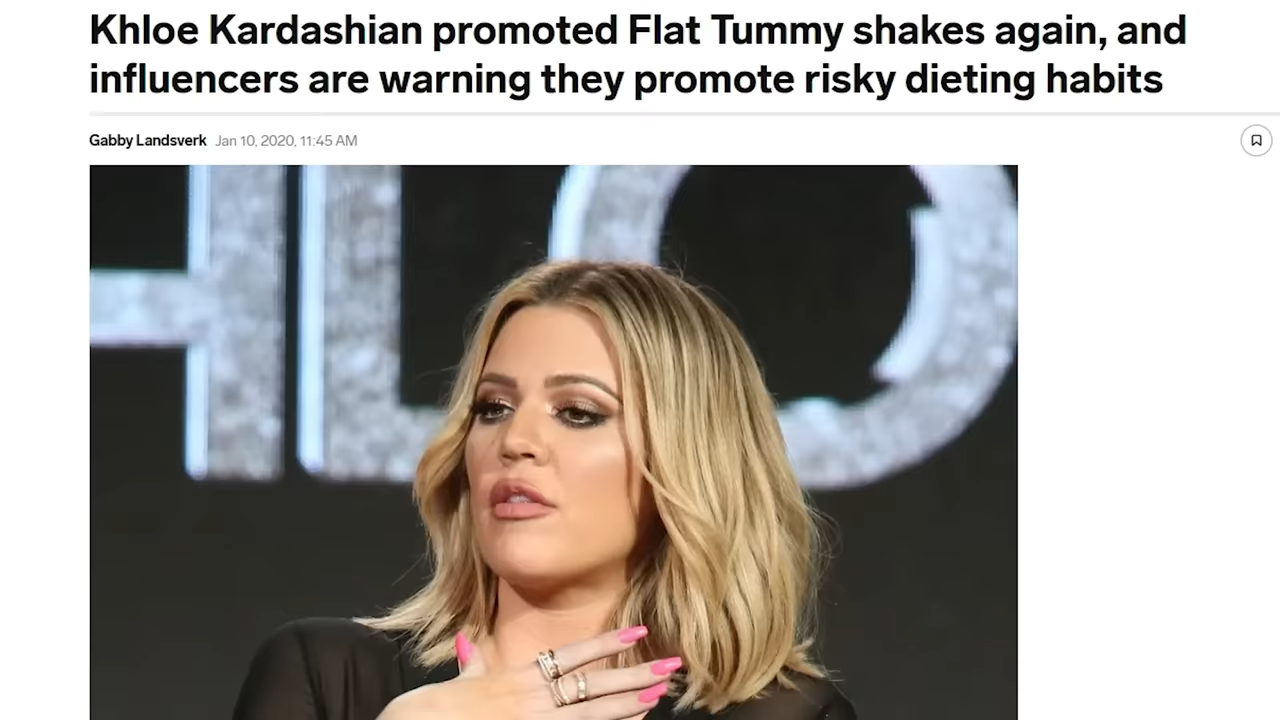 Khloe Kardashian promoted Flat Tummy shakes again, and
influencers are warning they promote risky dieting habits
Gabby Landsverk Jan 10, 2020, 11:45 AM
HLO